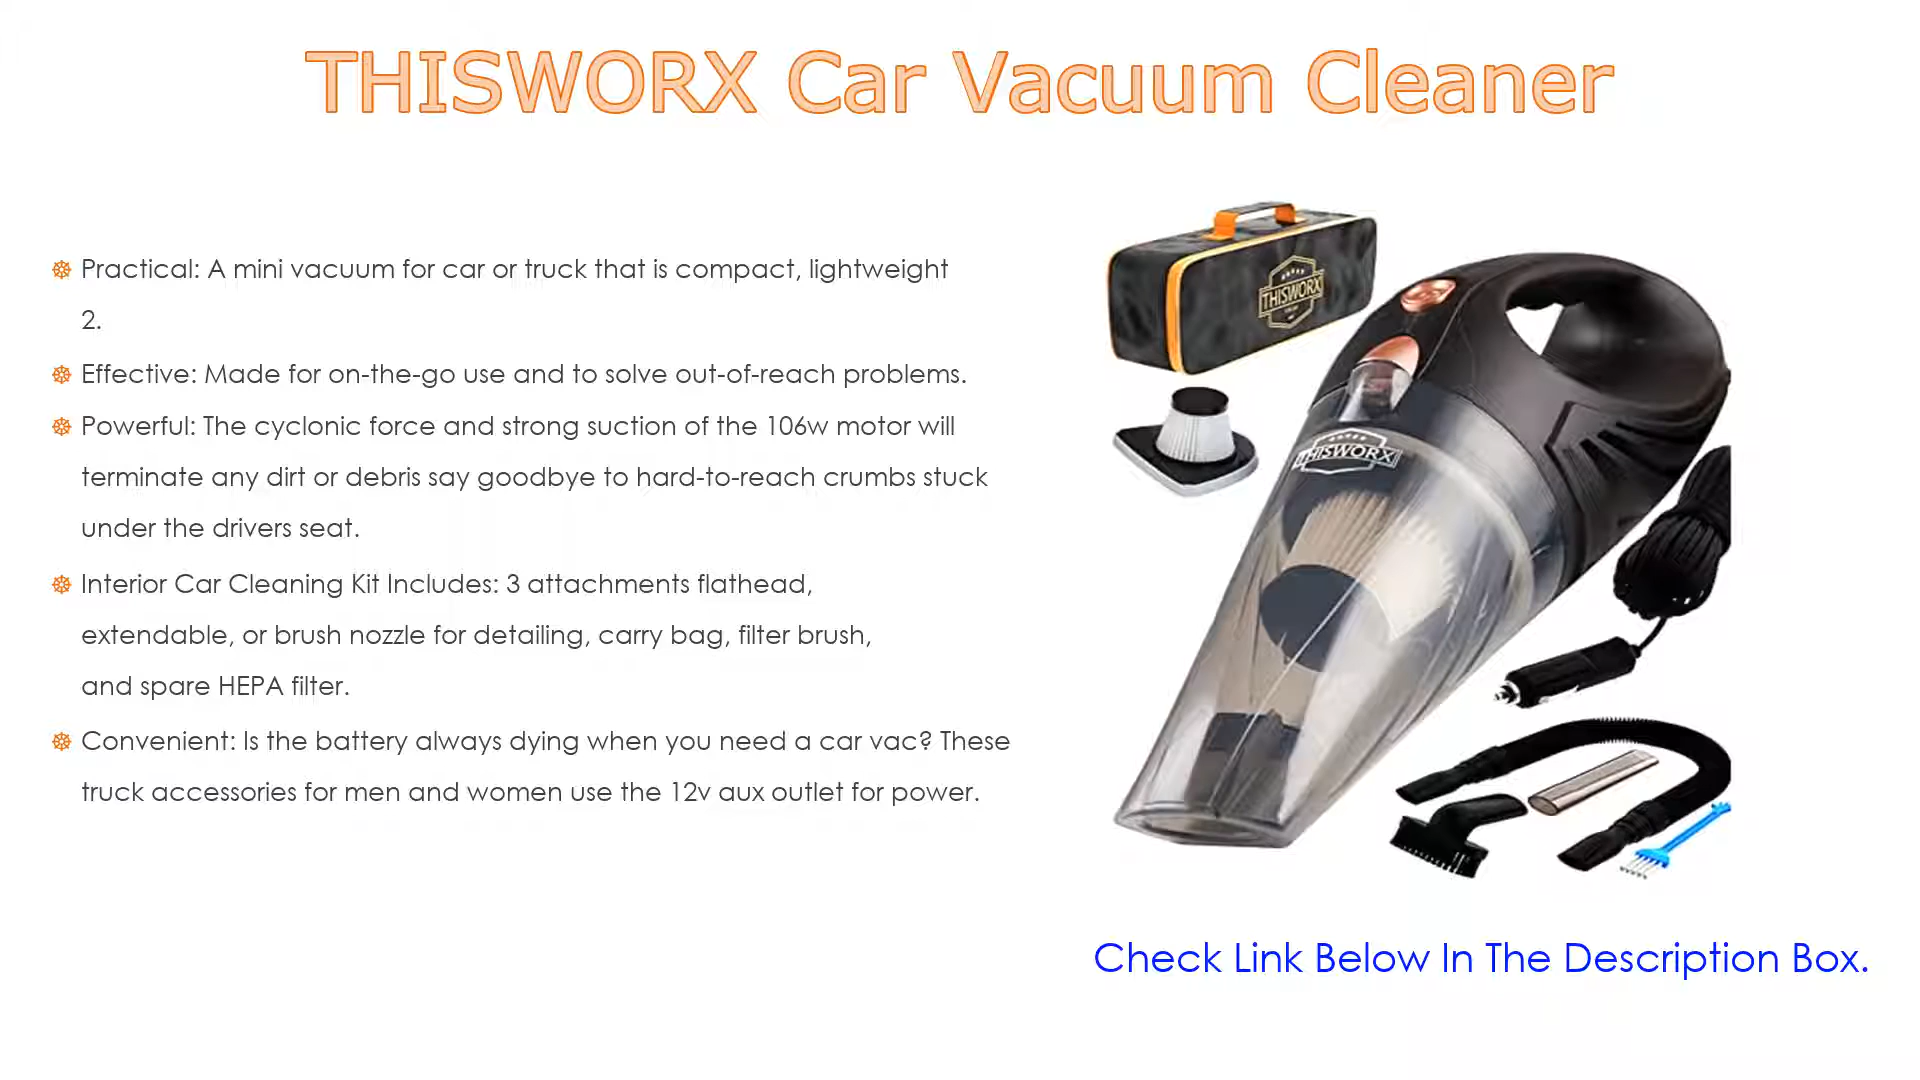 THISWORX Car Vacuum Cleaner
Practical: A mini vacuum for car or truck that is compact, lightweight
2.
Effective: Made for on-the-go use and to solve out-of-reach problems.
Powerful: The cyclonic force and strong suction of the 106w motor will
terminate any dirt or debris say goodbye to hard-to-reach crumbs stuck
under the drivers seat.
Interior Car Cleaning Kit Includes: 3 attachments flathead,
extendable, or brush nozzle for detailing, carry bag, filter brush,
and spare HEPA filter.
Convenient: Is the battery always dying when you need a car vac? These
truck accessories for men and women use the 12v aux outlet for power.
THISWORX
THISWORX
Check Link Below In The Description Box.